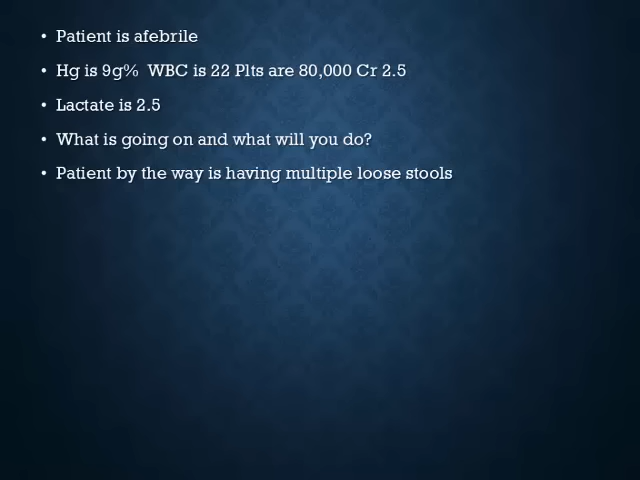 • Patient is afebrile
• Hg is 9g% WBC is 22 Plts are 80,000 Cr 2.5
• Lactate is 2.5
• What is going on and what will you do?
• Patient by the way is having multiple loose stools